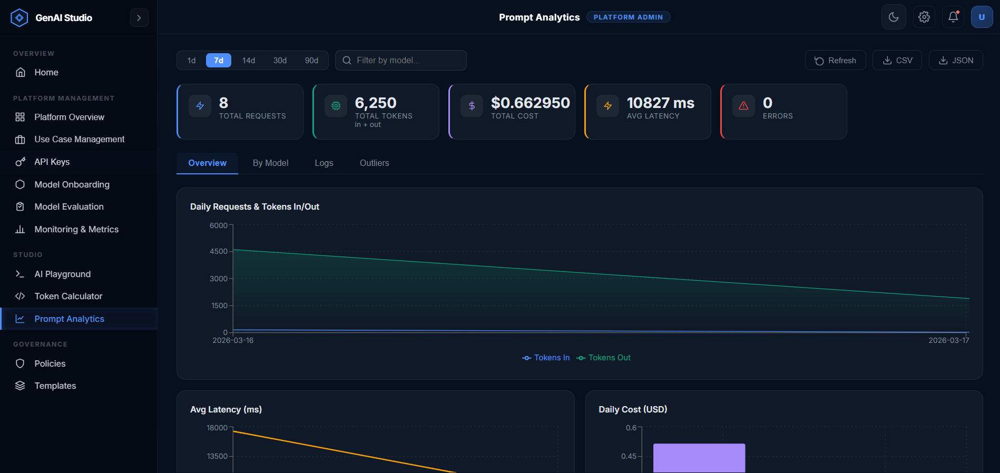 GenAI Studio
Prompt Analytics PLATFORM ADMIN
U
OVERVIEW
Home
PLATFORM MANAGEMENT
Platform Overview
Use Case Management
API Keys
Model Onboarding
Model Evaluation
Monitoring & Metrics
STUDIO
AI Playground
Token Calculator
Prompt Analytics
GOVERNANCE
Policies
Templates
1d 7d 14d 30d 90d Filter by model... Refresh CSV JSON
8
TOTAL REQUESTS
6,250
TOTAL TOKENS
in + out
$0.662950
TOTAL COST
10827 ms
AVG LATENCY
0
ERRORS
Overview By Model Logs Outliers
Daily Requests & Tokens In/Out
6000
4500
3000
1500
0
2026-03-16 2026-03-17
Tokens In Tokens Out
Avg Latency (ms)
18000
13500
Daily Cost (USD)
0.6
0.45